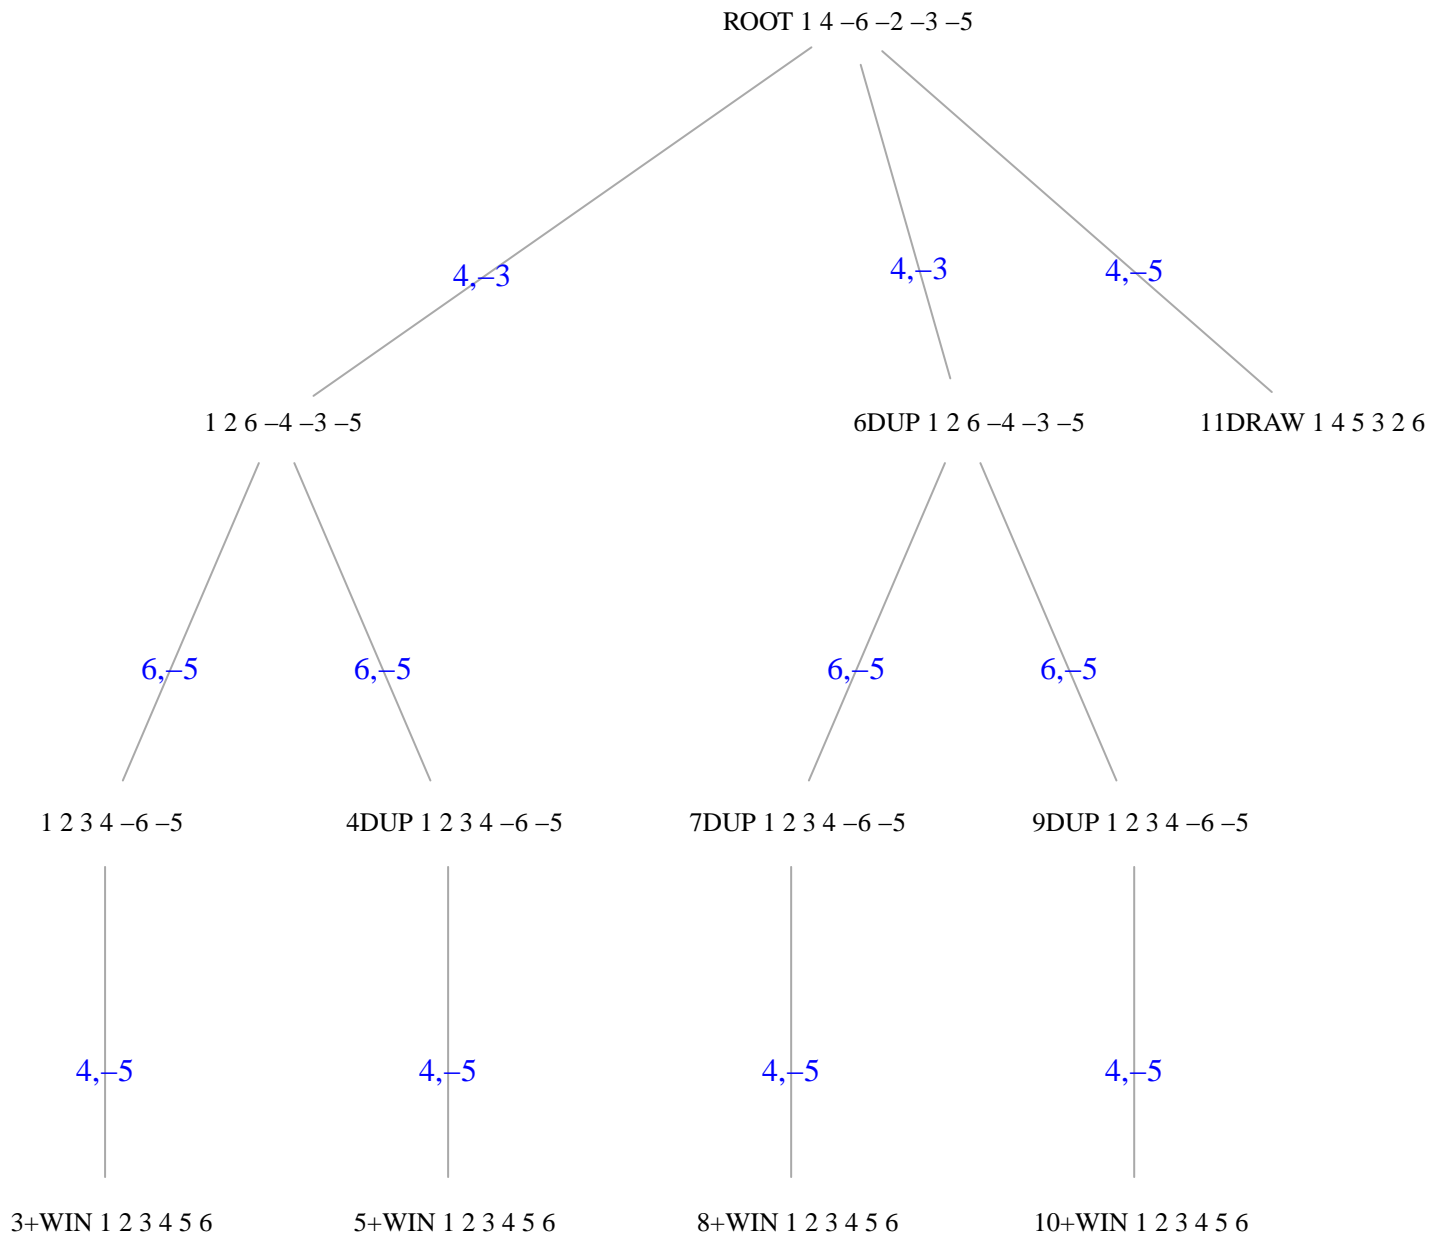 ROOT 1 4 –6 –2 –3 –5
4,–3
4,–3
4,–5
1 2 6 –4 –3 –5
6DUP 1 2 6 –4 –3 –5
11DRAW 1 4 5 3 2 6
6,–5
6,–5
6,–5
6,–5
1 2 3 4 –6 –5
4DUP 1 2 3 4 –6 –5
7DUP 1 2 3 4 –6 –5
9DUP 1 2 3 4 –6 –5
4,–5
4,–5
4,–5
4,–5
3+WIN 1 2 3 4 5 6
5+WIN 1 2 3 4 5 6
8+WIN 1 2 3 4 5 6
10+WIN 1 2 3 4 5 6